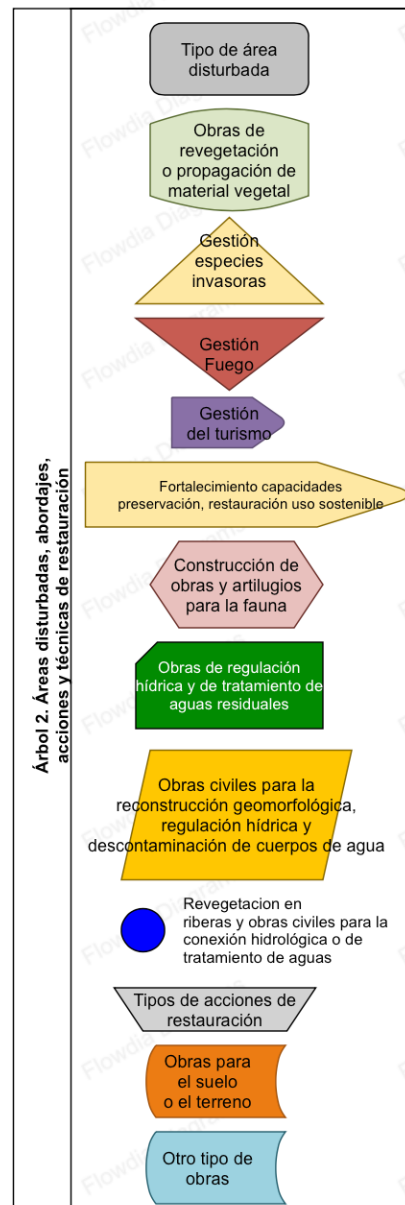 Árbol 2. Áreas disturbadas, abordajes,
acciones y técnicas de restauración
Tipo de área
disturbada
Obras de
revegetación
o propagación de
material vegetal
Gestión
especies
invasoras
Gestión
Fuego
Gestión
del turismo
Fortalecimiento capacidades
preservación, restauración uso sostenible
Construcción de
obras y artilugios
para la fauna
Obras de regulación
hídrica y de tratamiento de
aguas residuales
Obras civiles para la
reconstrucción geomorfológica,
regulación hídrica y
descontaminación de cuerpos de agua
Revegetacion en
riberas y obras civiles para la
conexión hidrológica o de
tratamiento de aguas
Tipos de acciones de
restauración
Obras para
el suelo
o el terreno
Otro tipo de
obras
Flowdia Diagrams